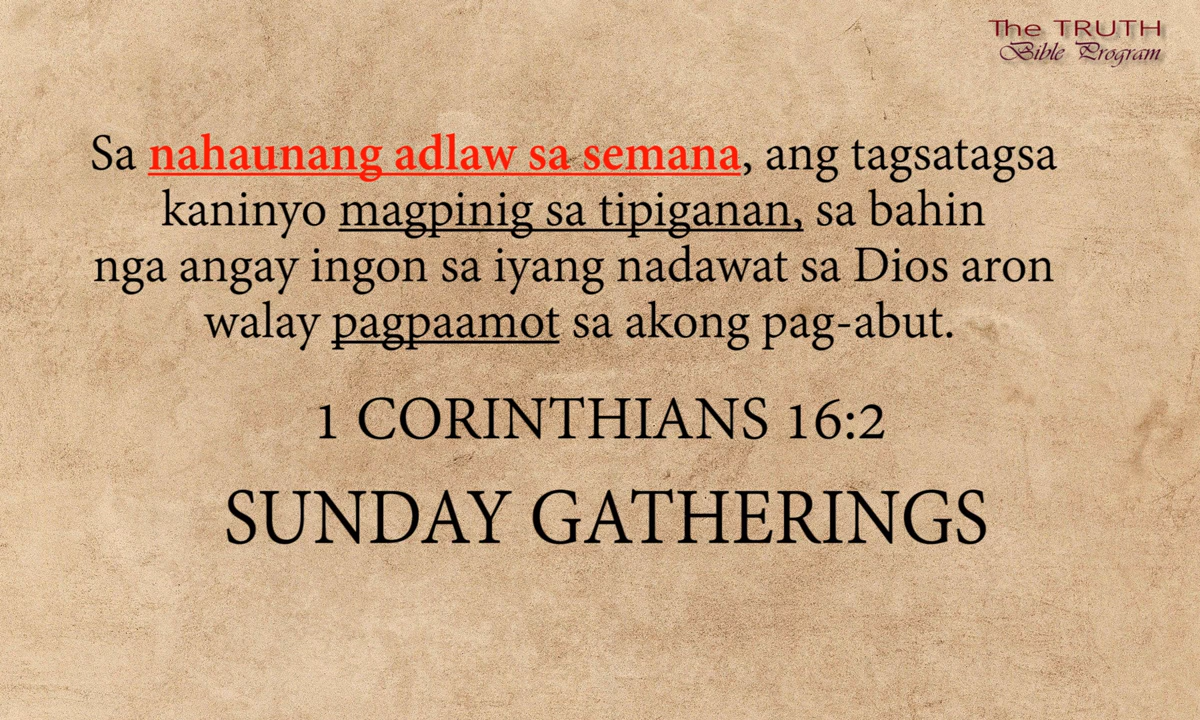 The TRUTH
Bible Program
Sa nahaunang adlaw sa semana, ang tagsatagsa
kaninyo magpinig sa tipiganan, sa bahin
nga angay ingon sa iyang nadawat sa Dios aron
walay pagpaamot sa akong pag-abut.
1 CORINTHIANS 16:2
SUNDAY GATHERINGS